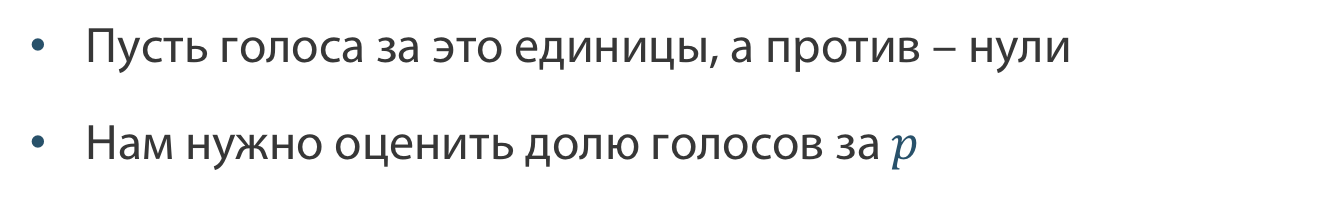 • Пусть голоса за это единицы, а против – нули
• Нам нужно оценить долю голосов за p